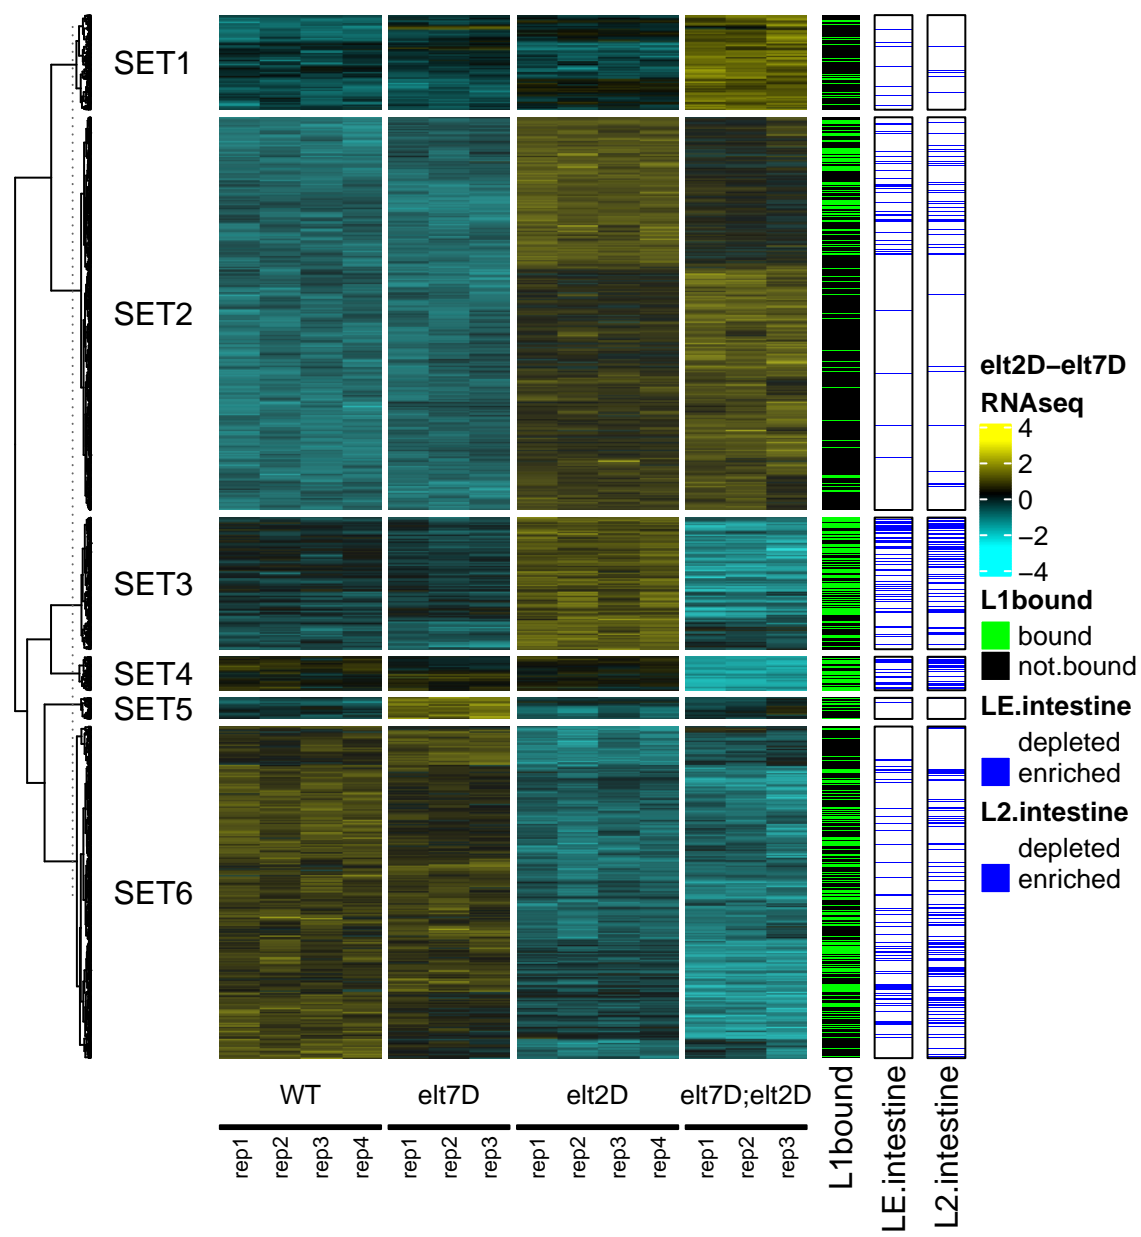 SET1
SET2
SET3
SET4
SET5
SET6
elt2D−elt7D
RNAseq
4
2
0
−2
−4
L1bound
bound
not.bound
LE.intestine
depleted
enriched
L2.intestine
depleted
enriched
WT
elt7D
elt2D
elt7D;elt2D
rep1
rep2
rep3
rep4
rep1
rep2
rep3
rep1
rep2
rep3
rep4
rep1
rep2
rep3
L1bound
LE.intestine
L2.intestine